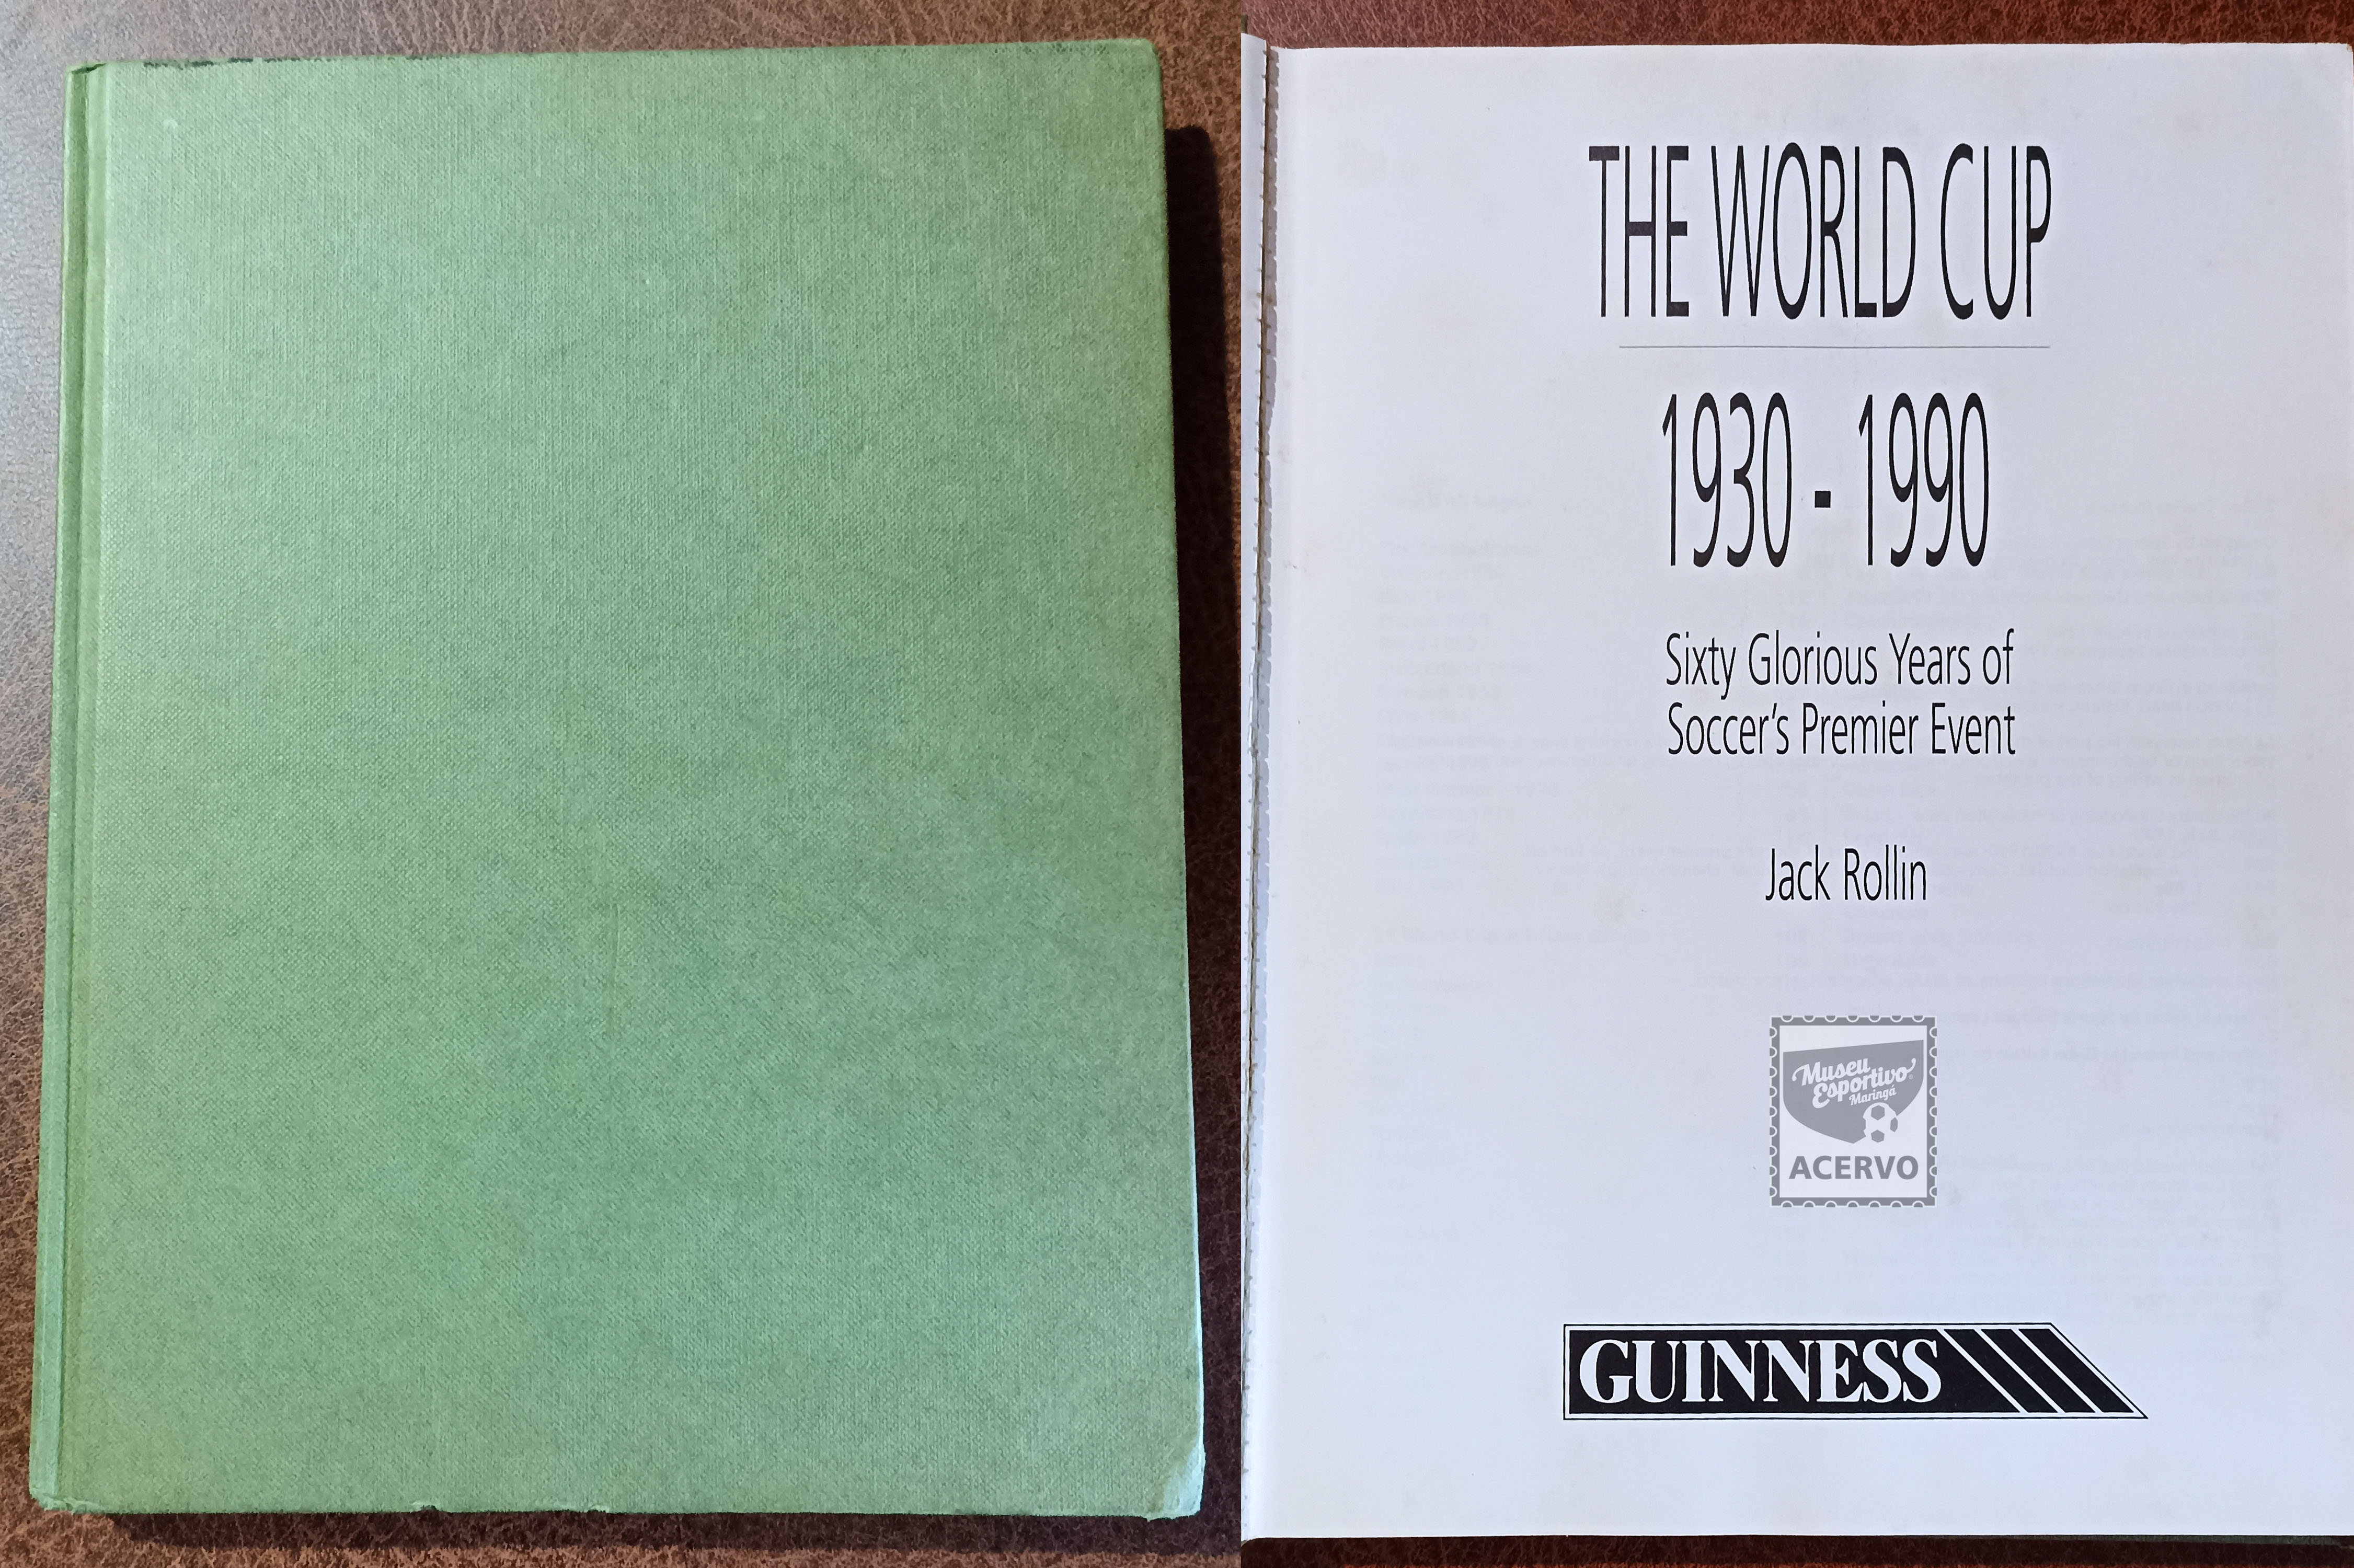 THE WORLD CUP
1930 - 1990
Sixty Glorious Years of
Soccer's Premier Event
Jack Rollin
Museu
Esportivo
Maringá
ACERVO
GUINNESS